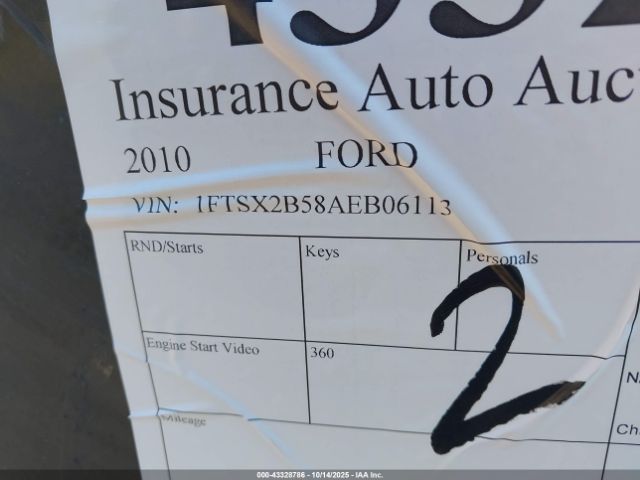 Insurance Auto
2010 FORD
VIN: 1FTSX2B58AEB06113
RND/Starts Keys Personals
2
Engine Start Video 360
Mileage
000-43328786 | 10/14/2025 - IAA Inc.